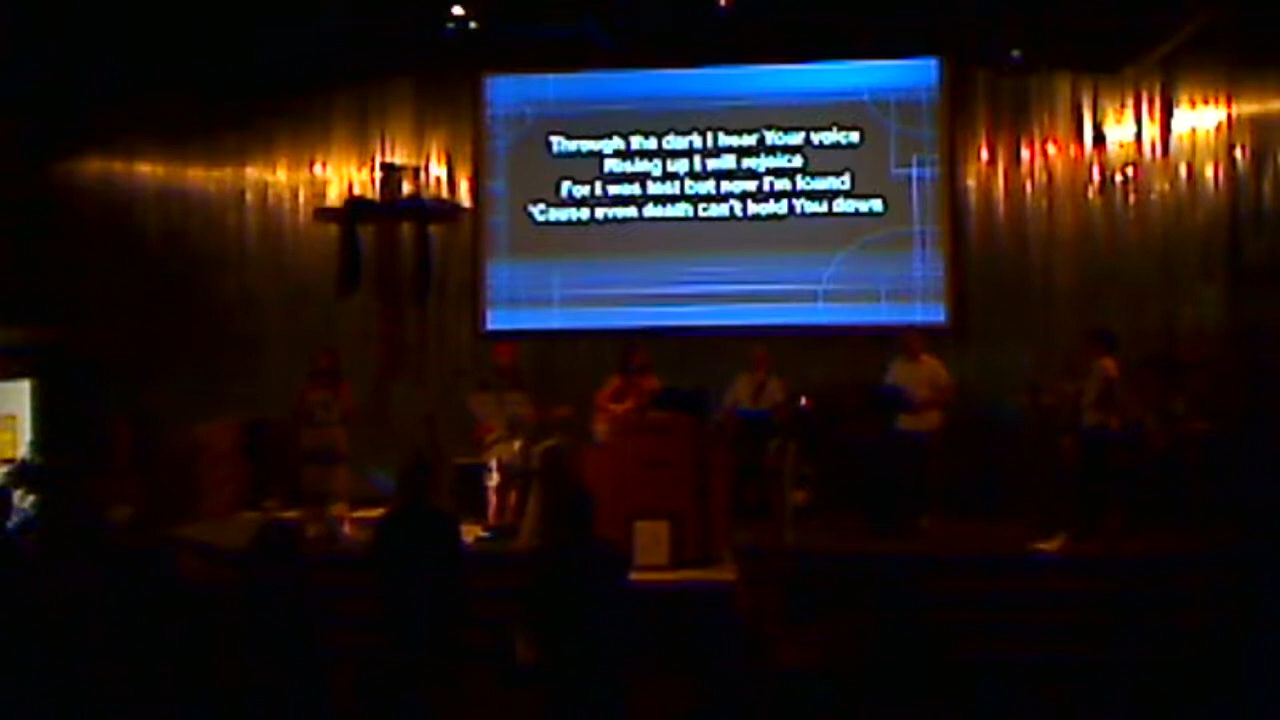 Through the dark I hear Your voice
Rising up I will rejoice
For I was lost but now I'm found
'Cause even death can't hold You down